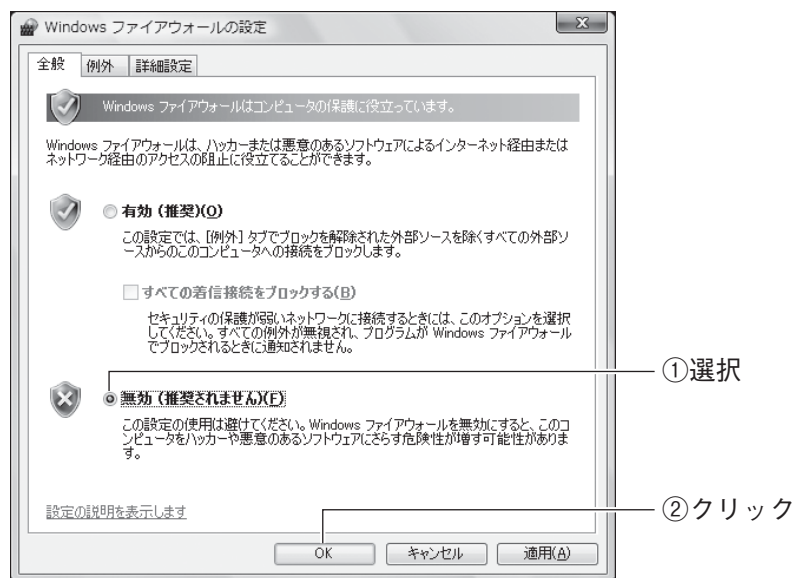 Windows ファイアウォールの設定
全般 例外 詳細設定
Windows ファイアウォールはコンピュータの保護に役立っています。
Windows ファイアウォールは、ハッカーまたは悪意のあるソフトウェアによるインターネット経由または
ネットワーク経由のアクセスの阻止に役立てることができます。
有効 (推奨)(O)
この設定では、[例外] タブでブロックを解除された外部ソースを除くすべての外部ソ
ースからのこのコンピュータへの接続をブロックします。
すべての着信接続をブロックする(B)
セキュリティの保護が弱いネットワークに接続するときには、このオプションを選択
してください。すべての例外が無視され、プログラムが Windows ファイアウォール
でブロックされるときに通知されません。
①選択
無効 (推奨されません)(F)
この設定の使用は避けてください。Windows ファイアウォールを無効にすると、このコ
ンピュータをハッカーや悪意のあるソフトウェアにさらす危険性が増す可能性がありま
す。
設定の説明を表示します
②クリック
OK キャンセル 適用(A)